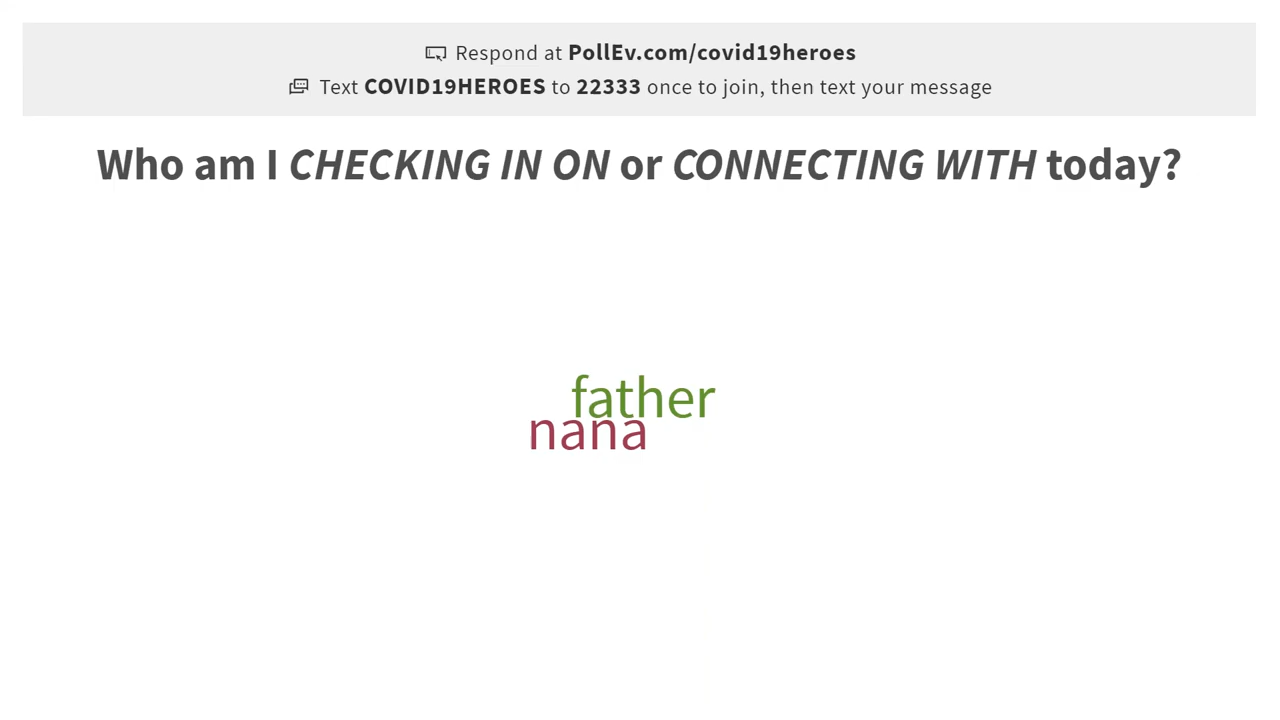 Respond at PollEv.com/covid19heroes
Text COVID19HEROES to 22333 once to join, then text your message
Who am I CHECKING IN ON or CONNECTING WITH today?
father
nana